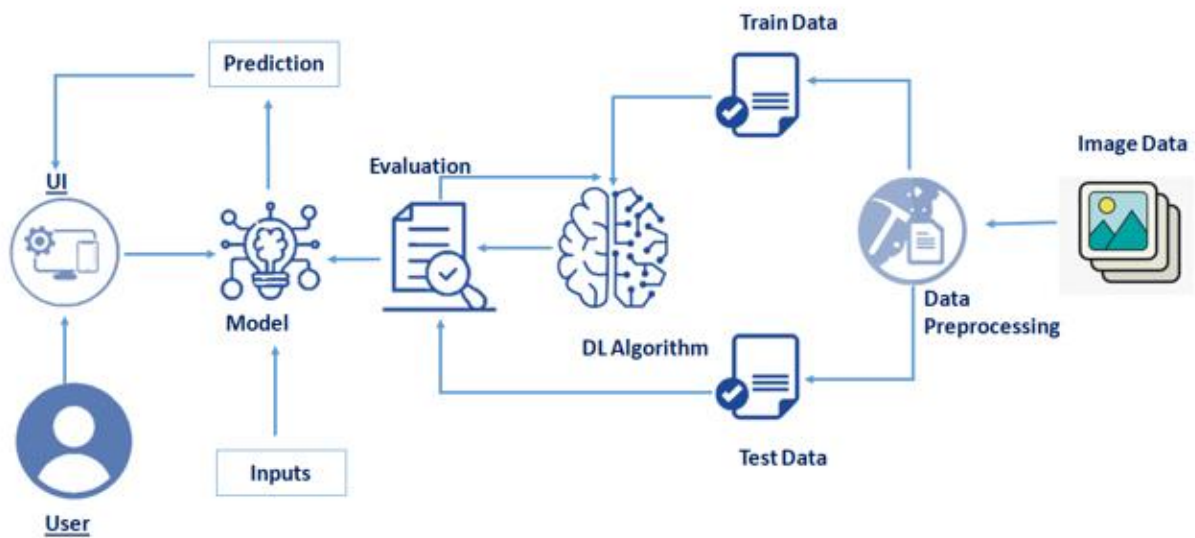 Train Data
Prediction
Image Data
Evaluation
UI
Data
Preprocessing
Model
DL Algorithm
Test Data
Inputs
User